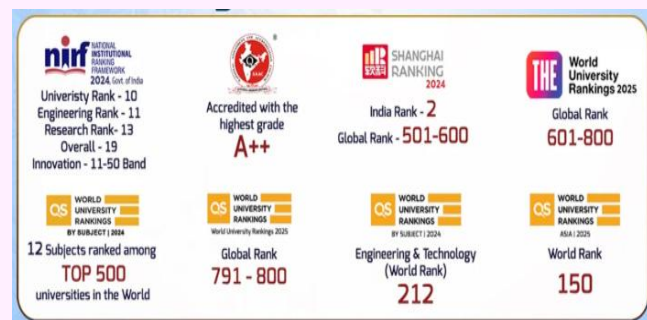 nirf
NATIONAL
INSTITUTIONAL
RANKING
FRAMEWORK
2024, Govt. of India
Univeristy Rank - 10
Engineering Rank - 11
Research Rank- 13
Overall - 19
Innovation - 11-50 Band
NAAC
Accredited with the
highest grade
A++
SHANGHAI
RANKING
2024
India Rank - 2
Global Rank - 501-600
THE
World
University
Rankings 2025
Global Rank
601-800
QS
WORLD
UNIVERSITY
RANKINGS
BY SUBJECT | 2024
12 Subjects ranked among
TOP 500
universities in the World
QS
WORLD
UNIVERSITY
RANKINGS
World University Rankings 2025
Global Rank
791 - 800
QS
WORLD
UNIVERSITY
RANKINGS
BY SUBJECT | 2024
Engineering & Technology
(World Rank)
212
QS
WORLD
UNIVERSITY
RANKINGS
ASIA | 2025
World Rank
150